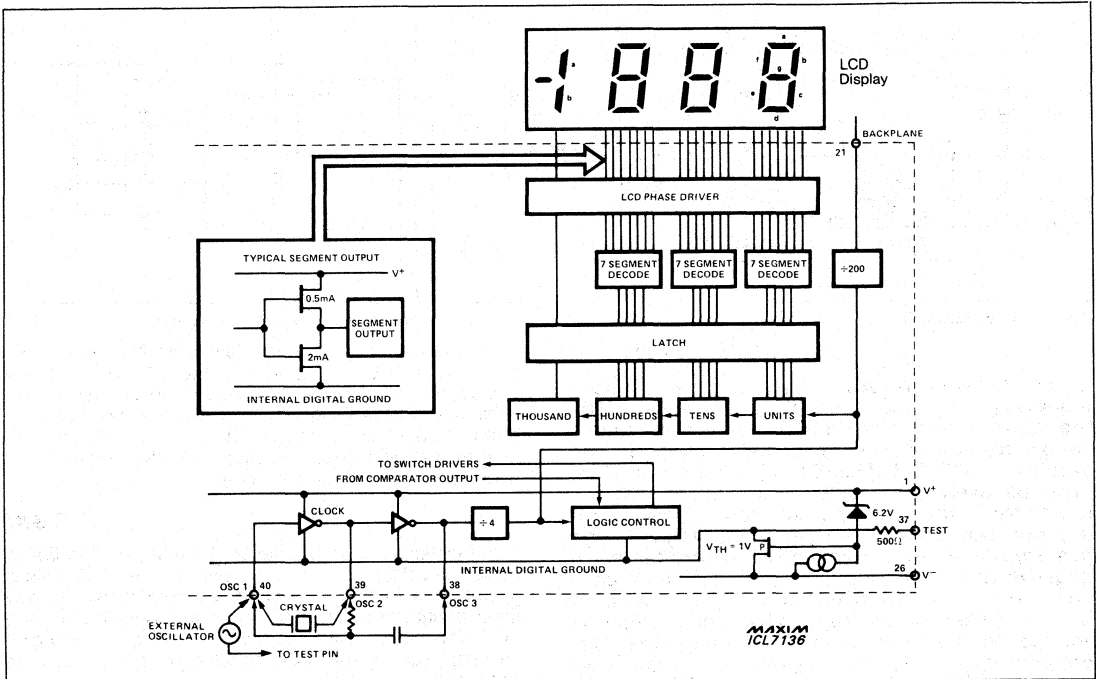 a
b
a
f
b
g
e
c
d
LCD
Display
BACKPLANE
21
LCD PHASE DRIVER
TYPICAL SEGMENT OUTPUT
V+
0.5mA
SEGMENT
OUTPUT
2mA
INTERNAL DIGITAL GROUND
7 SEGMENT
DECODE
7 SEGMENT
DECODE
7 SEGMENT
DECODE
÷200
LATCH
THOUSAND
HUNDREDS
TENS
UNITS
TO SWITCH DRIVERS
FROM COMPARATOR OUTPUT
1
V+
CLOCK
÷4
LOGIC CONTROL
6.2V
37
TEST
500Ω
VTH = 1V
P
INTERNAL DIGITAL GROUND
26
V−
OSC 1
40
39
OSC 2
38
OSC 3
CRYSTAL
EXTERNAL
OSCILLATOR
TO TEST PIN
MAXIM
ICL7136